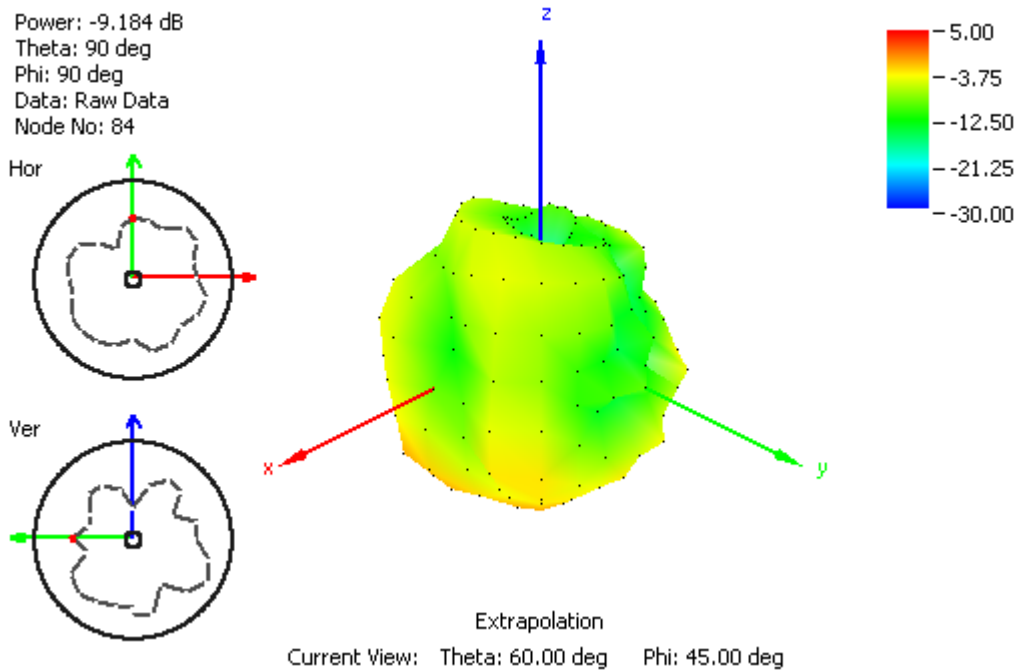 Power: -9.184 dB
Theta: 90 deg
Phi: 90 deg
Data: Raw Data
Node No: 84
Hor
Ver
z
x
y
5.00
-3.75
-12.50
-21.25
-30.00
Extrapolation
Current View: Theta: 60.00 deg Phi: 45.00 deg